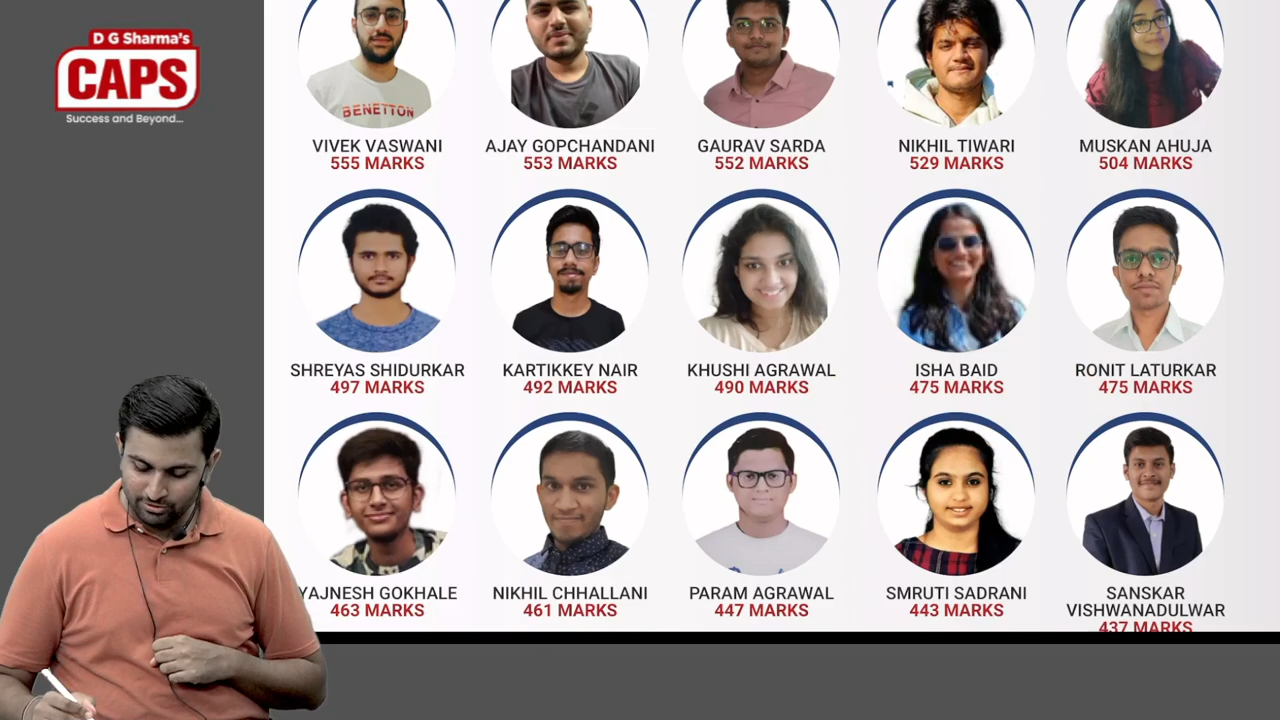 D G Sharma's
CAPS
Success and Beyond...
BENETTON
VIVEK VASWANI
555 MARKS
AJAY GOPCHANDANI
553 MARKS
GAURAV SARDA
552 MARKS
NIKHIL TIWARI
529 MARKS
MUSKAN AHUJA
504 MARKS
SHREYAS SHIDURKAR
497 MARKS
KARTIKKEY NAIR
492 MARKS
KHUSHI AGRAWAL
490 MARKS
ISHA BAID
475 MARKS
RONIT LATURKAR
475 MARKS
YAJNESH GOKHALE
463 MARKS
NIKHIL CHHALLANI
461 MARKS
PARAM AGRAWAL
447 MARKS
SMRUTI SADRANI
443 MARKS
SANSKAR
VISHWANADULWAR
437 MARKS